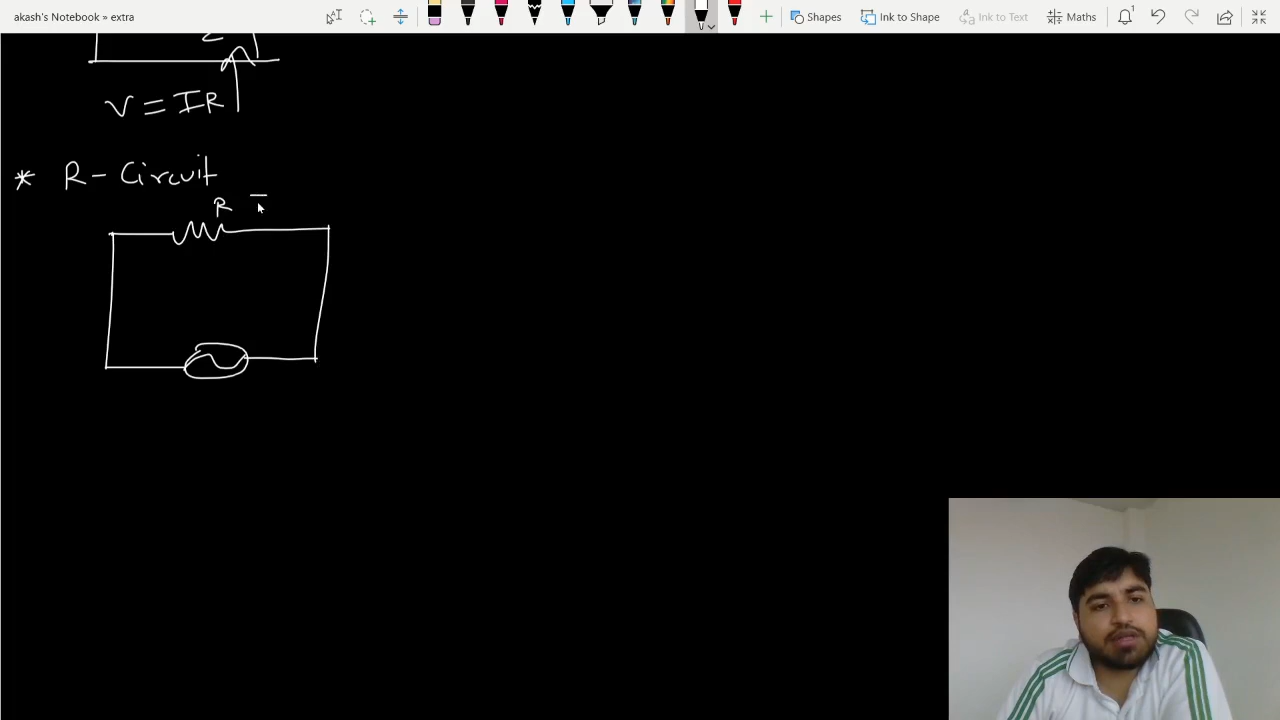 akash's Notebook » extra
Shapes
Ink to Shape
Ink to Text
Maths
V = IR
* R - Circuit
R